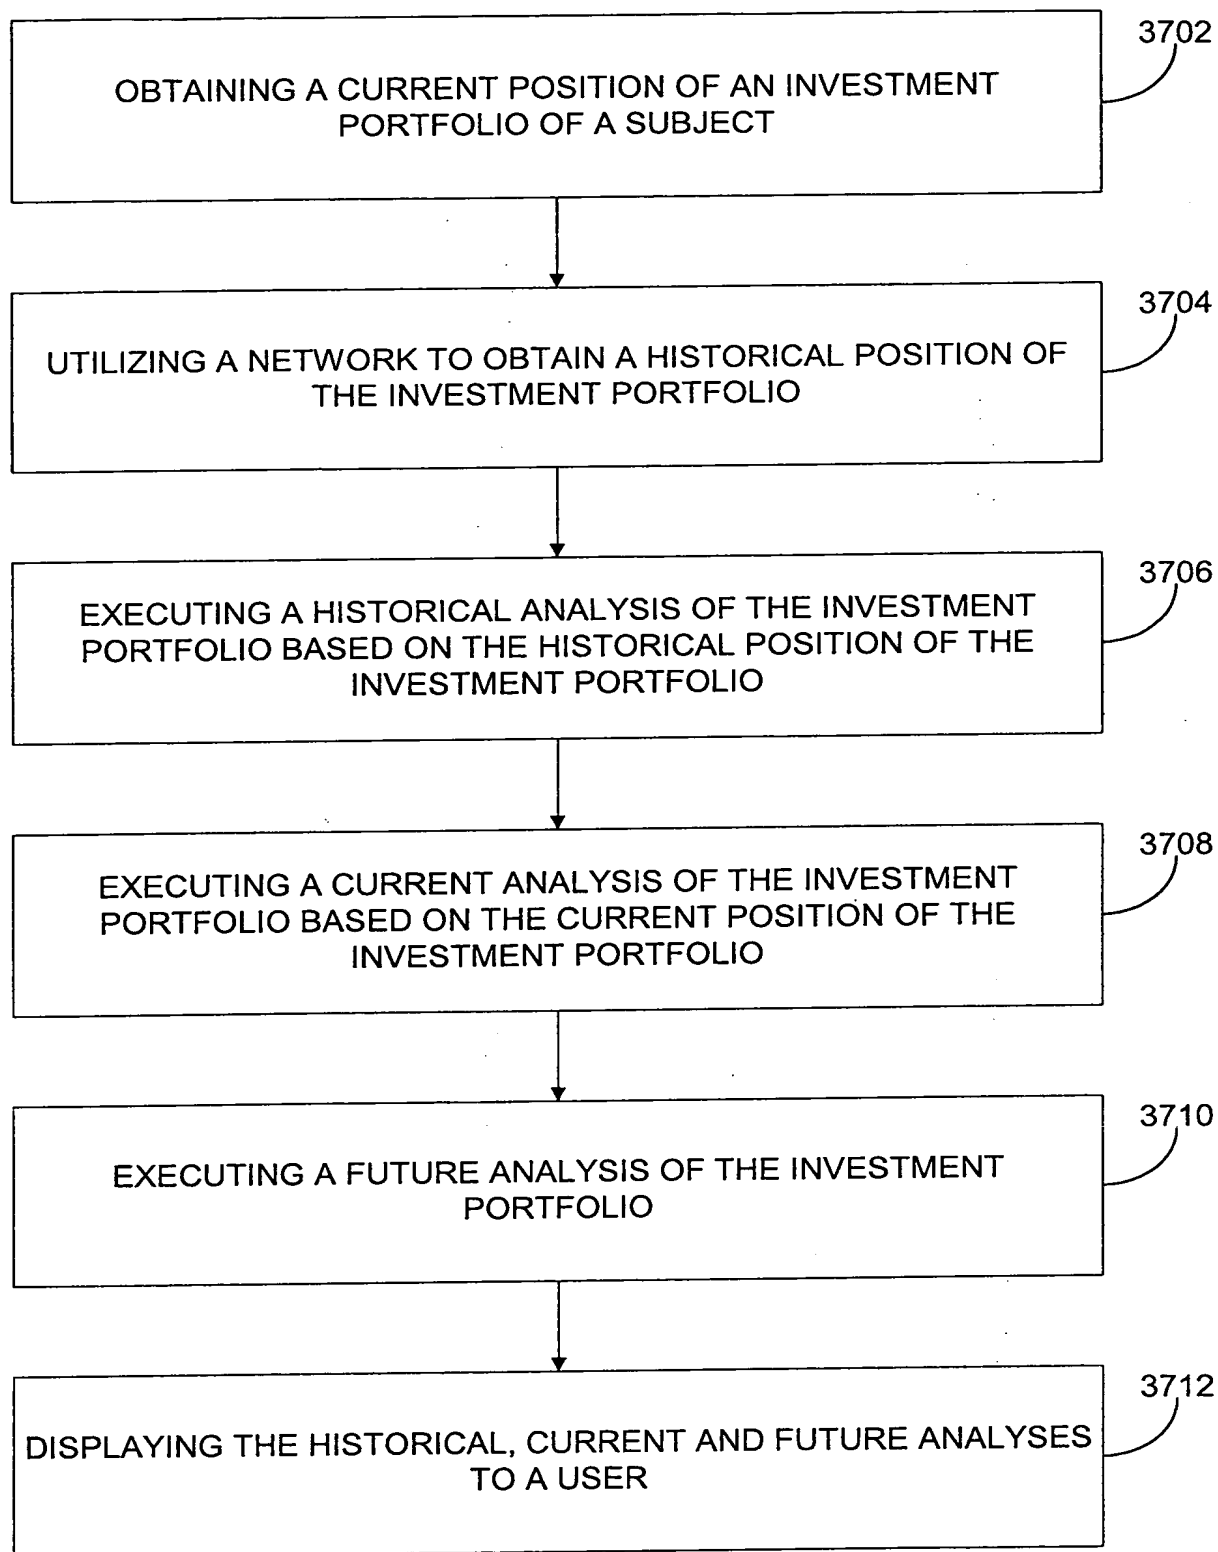 3702
OBTAINING A CURRENT POSITION OF AN INVESTMENT
PORTFOLIO OF A SUBJECT
3704
UTILIZING A NETWORK TO OBTAIN A HISTORICAL POSITION OF
THE INVESTMENT PORTFOLIO
3706
EXECUTING A HISTORICAL ANALYSIS OF THE INVESTMENT
PORTFOLIO BASED ON THE HISTORICAL POSITION OF THE
INVESTMENT PORTFOLIO
3708
EXECUTING A CURRENT ANALYSIS OF THE INVESTMENT
PORTFOLIO BASED ON THE CURRENT POSITION OF THE
INVESTMENT PORTFOLIO
3710
EXECUTING A FUTURE ANALYSIS OF THE INVESTMENT
PORTFOLIO
3712
DISPLAYING THE HISTORICAL, CURRENT AND FUTURE ANALYSES
TO A USER